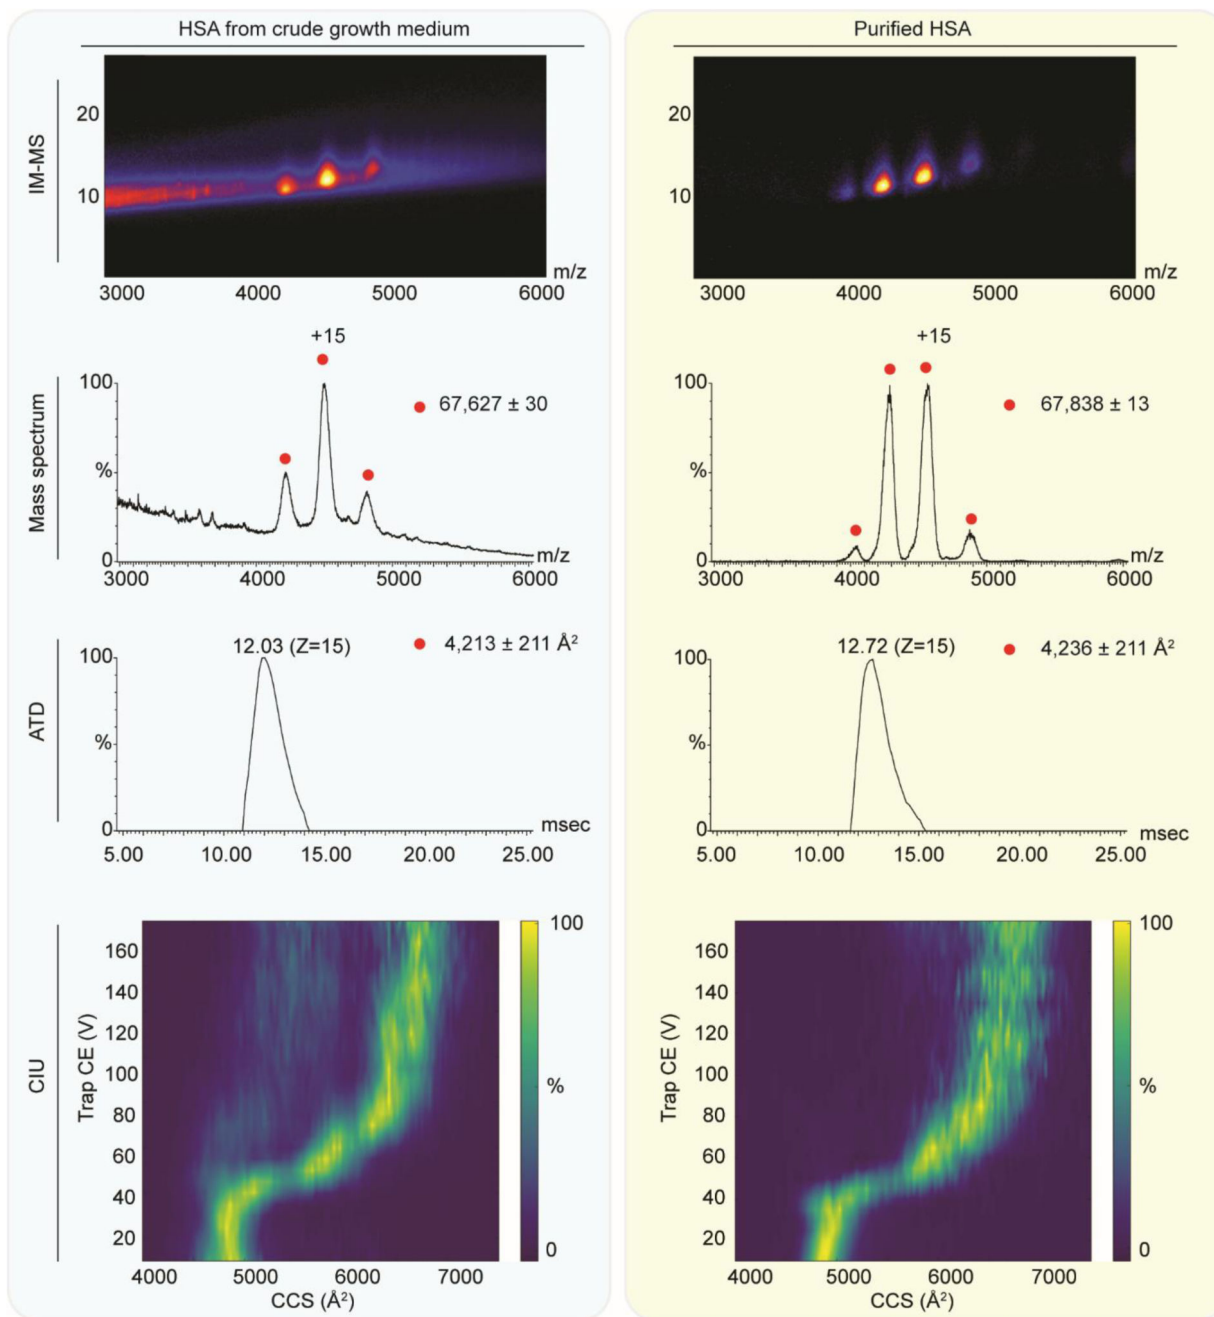 HSA from crude growth medium
IM-MS
20
10
m/z
3000 4000 5000 6000
Mass spectrum
+15
100
67,627 ± 30
%
0
m/z
3000 4000 5000 6000
ATD
12.03 (Z=15)
4,213 ± 211 Å²
100
%
0
msec
5.00 10.00 15.00 20.00 25.00
CIU
Trap CE (V)
160
140
120
100
80
60
40
20
100
%
0
4000 5000 6000 7000
CCS (Å²)
Purified HSA
20
10
m/z
3000 4000 5000 6000
+15
100
67,838 ± 13
%
0
m/z
3000 4000 5000 6000
12.72 (Z=15)
4,236 ± 211 Å²
100
%
0
msec
5.00 10.00 15.00 20.00 25.00
Trap CE (V)
160
140
120
100
80
60
40
20
100
%
0
4000 5000 6000 7000
CCS (Å²)